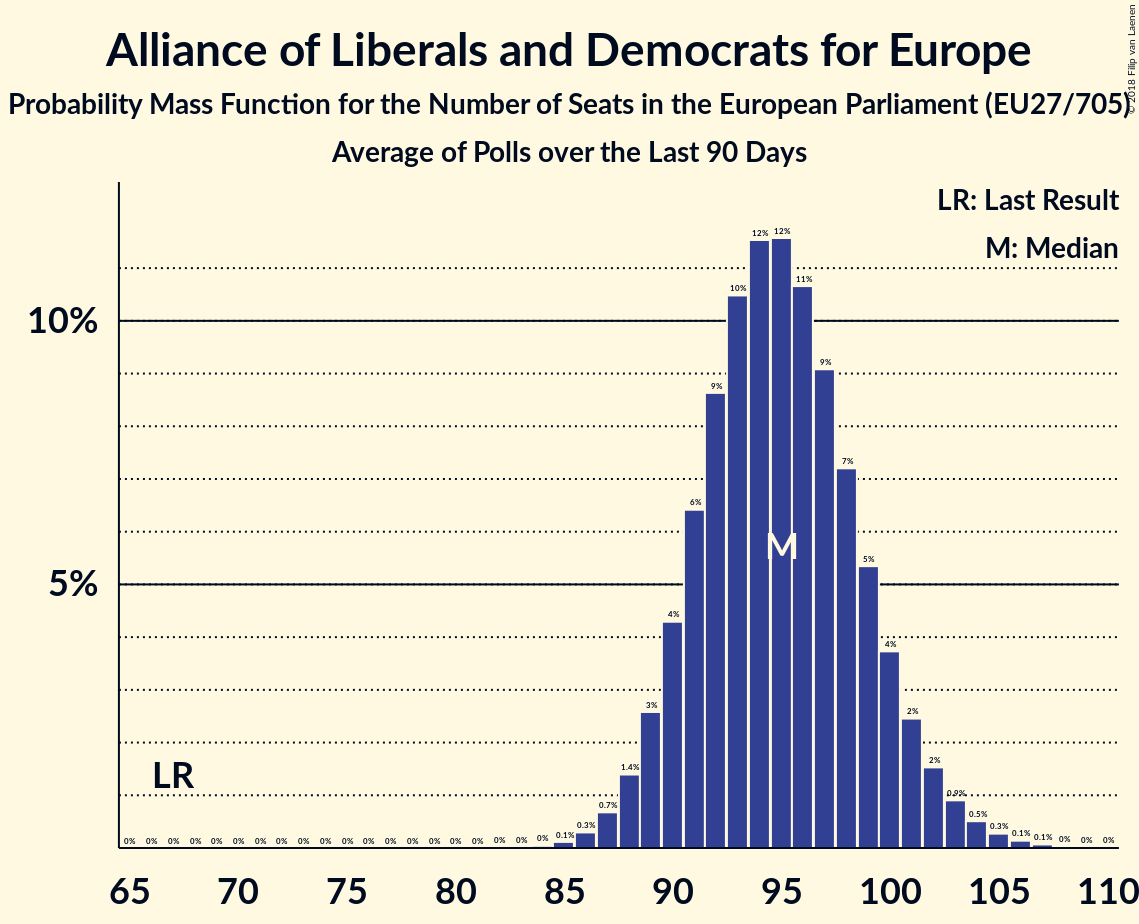 Alliance of Liberals and Democrats for Europe
Probability Mass Function for the Number of Seats in the European Parliament (EU27/705)
Average of Polls over the Last 90 Days
© 2018 Filip van Laenen
LR: Last Result
M: Median
10%
5%
LR
M
0% 0% 0% 0% 0% 0% 0% 0% 0% 0% 0% 0% 0% 0% 0% 0% 0% 0% 0% 0% 0.1% 0.3% 0.7% 1.4% 3% 4% 6% 9% 10% 12% 12% 11% 9% 7% 5% 4% 2% 2% 0.9% 0.5% 0.3% 0.1% 0.1% 0% 0% 0%
65 70 75 80 85 90 95 100 105 110